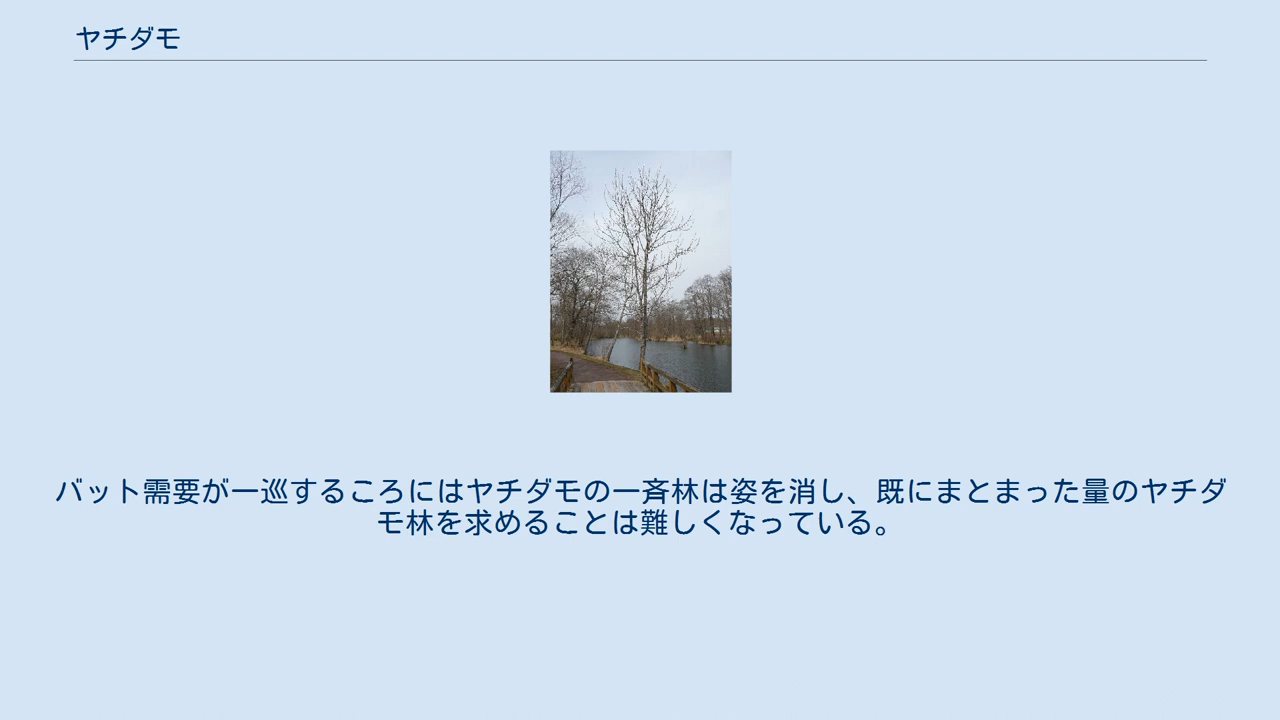 ヤチダモ
バット需要が一巡するころにはヤチダモの一斉林は姿を消し、既にまとまった量のヤチダ
モ林を求めることは難しくなっている。